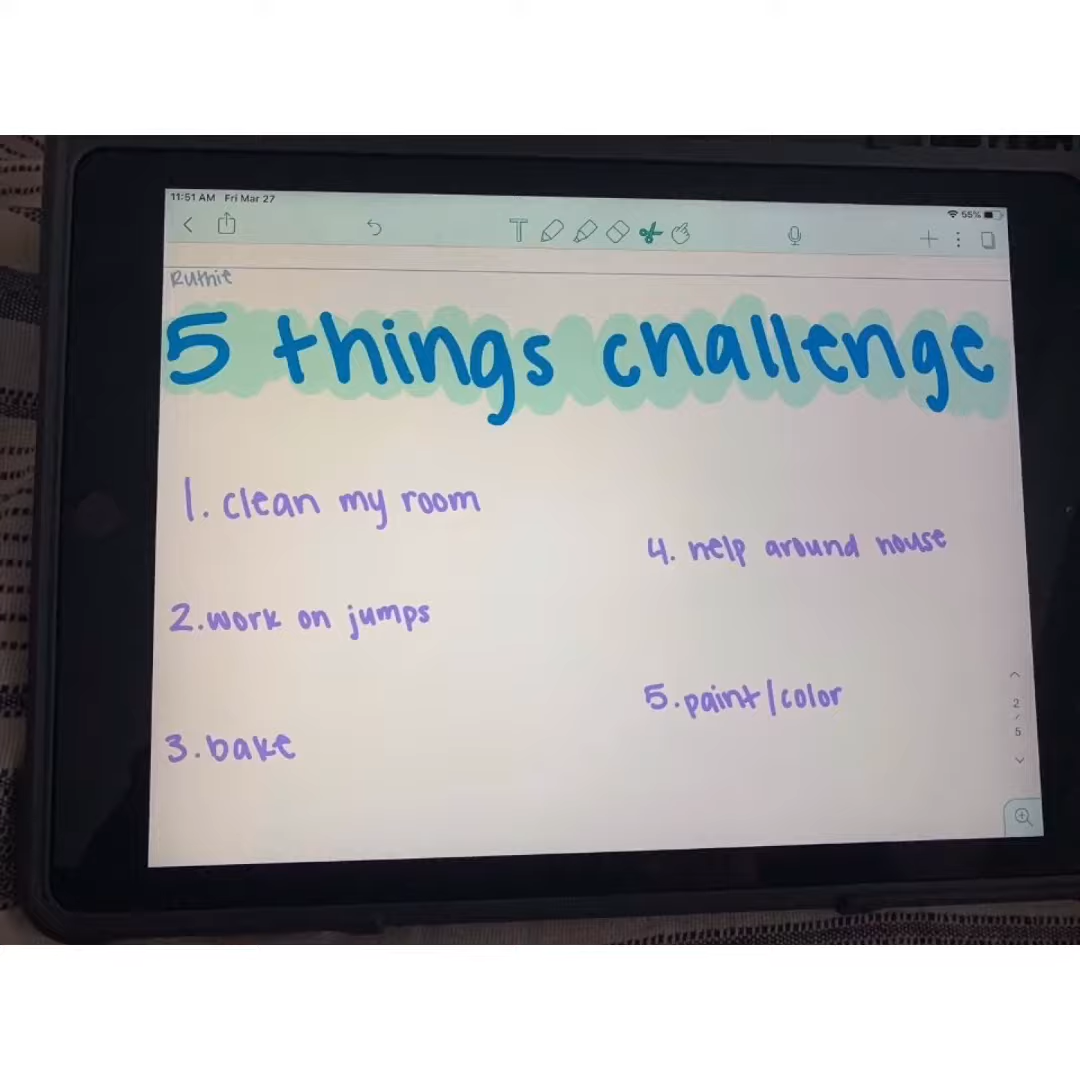 11:51 AM Fri Mar 27
55%
T
Ruthie
5 things challenge
1. clean my room
4. help around house
2. work on jumps
5. paint/color
3. bake
2
/
5